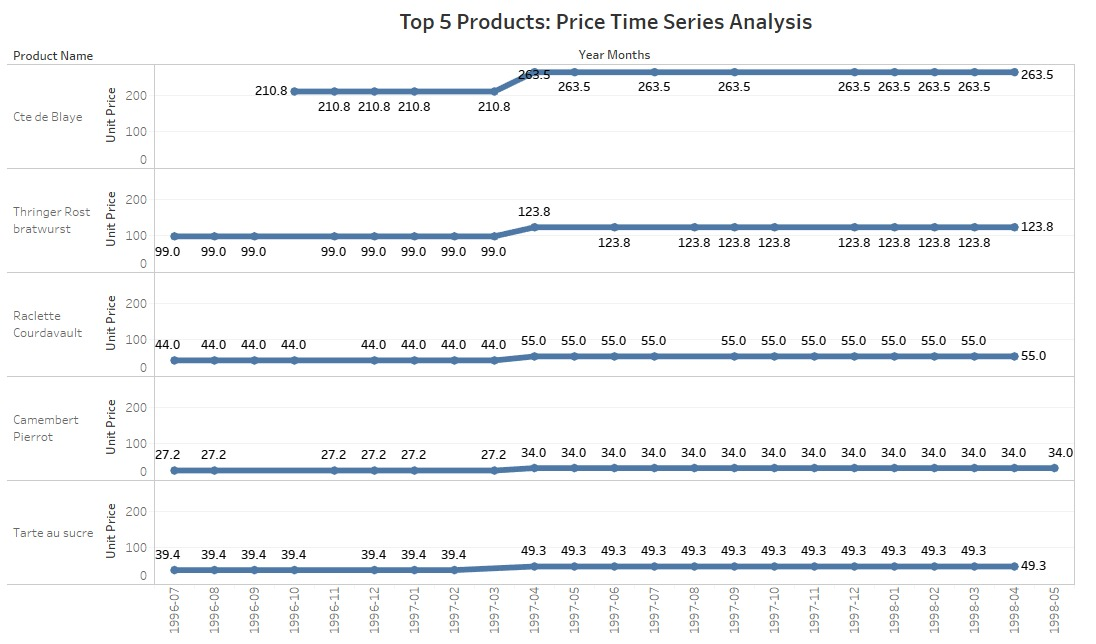 Top 5 Products: Price Time Series Analysis
Product Name
Year Months
Cte de Blaye
Unit Price
200
100
0
210.8
210.8 210.8 210.8 210.8
263.5
263.5 263.5 263.5 263.5 263.5 263.5 263.5
263.5
Thringer Rost
bratwurst
Unit Price
200
100
0
99.0 99.0 99.0 99.0 99.0 99.0 99.0 99.0
123.8
123.8 123.8 123.8 123.8 123.8 123.8 123.8 123.8
123.8
Raclette
Courdavault
Unit Price
200
100
0
44.0 44.0 44.0 44.0 44.0 44.0 44.0 44.0
55.0 55.0 55.0 55.0 55.0 55.0 55.0 55.0 55.0 55.0 55.0
55.0
Camembert
Pierrot
Unit Price
200
100
0
27.2 27.2 27.2 27.2 27.2 27.2
34.0 34.0 34.0 34.0 34.0 34.0 34.0 34.0 34.0 34.0 34.0 34.0 34.0 34.0
Tarte au sucre
Unit Price
200
100
0
39.4 39.4 39.4 39.4 39.4 39.4 39.4
49.3 49.3 49.3 49.3 49.3 49.3 49.3 49.3 49.3 49.3 49.3 49.3
49.3
1996-07
1996-08
1996-09
1996-10
1996-11
1996-12
1997-01
1997-02
1997-03
1997-04
1997-05
1997-06
1997-07
1997-08
1997-09
1997-10
1997-11
1997-12
1998-01
1998-02
1998-03
1998-04
1998-05